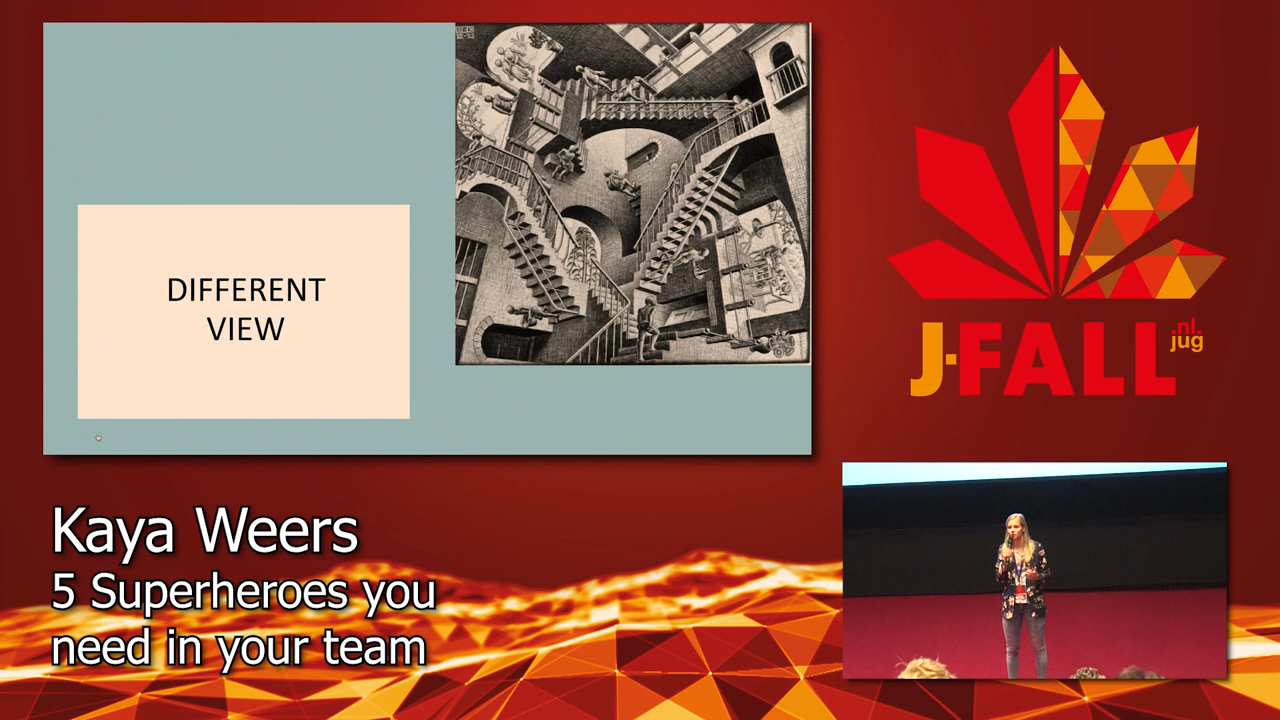 DIFFERENT
VIEW
J-FALL
.nl
jug
Kaya Weers
5 Superheroes you
need in your team